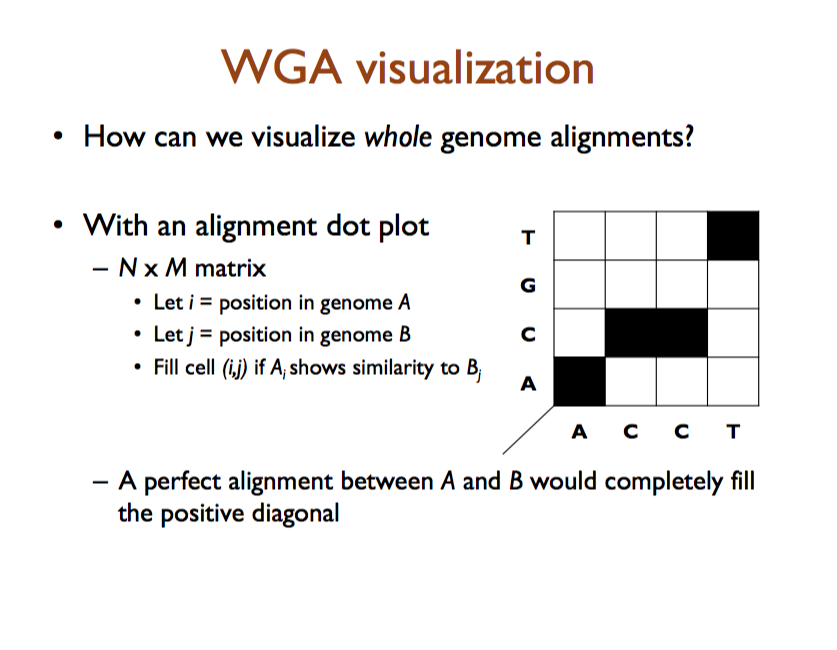 WGA visualization
• How can we visualize whole genome alignments?
• With an alignment dot plot
– N x M matrix
• Let i = position in genome A
• Let j = position in genome B
• Fill cell (i,j) if Ai shows similarity to Bj
T
G
C
A
A C C T
– A perfect alignment between A and B would completely fill
the positive diagonal